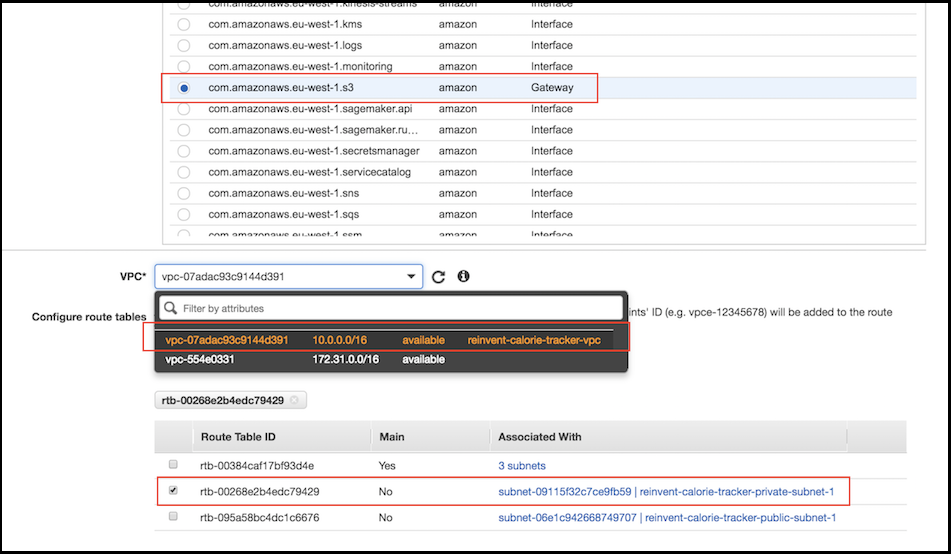 com.amazonaws.eu-west-1.kinesis-streams amazon Interface
com.amazonaws.eu-west-1.kms amazon Interface
com.amazonaws.eu-west-1.logs amazon Interface
com.amazonaws.eu-west-1.monitoring amazon Interface
com.amazonaws.eu-west-1.s3 amazon Gateway
com.amazonaws.eu-west-1.sagemaker.api amazon Interface
com.amazonaws.eu-west-1.sagemaker.ru… amazon Interface
com.amazonaws.eu-west-1.secretsmanager amazon Interface
com.amazonaws.eu-west-1.servicecatalog amazon Interface
com.amazonaws.eu-west-1.sns amazon Interface
com.amazonaws.eu-west-1.sqs amazon Interface
com.amazonaws.eu-west-1.ssm amazon Interface
VPC* vpc-07adac93c9144d391
Filter by attributes
Configure route tables ints' ID (e.g. vpce-12345678) will be added to the route
vpc-07adac93c9144d391 10.0.0.0/16 available reinvent-calorie-tracker-vpc
vpc-554e0331 172.31.0.0/16 available
rtb-00268e2b4edc79429
Route Table ID Main Associated With
rtb-00384caf17bf93d4e Yes 3 subnets
rtb-00268e2b4edc79429 No subnet-09115f32c7ce9fb59 | reinvent-calorie-tracker-private-subnet-1
rtb-095a58bc4dc1c6676 No subnet-06e1c942668749707 | reinvent-calorie-tracker-public-subnet-1